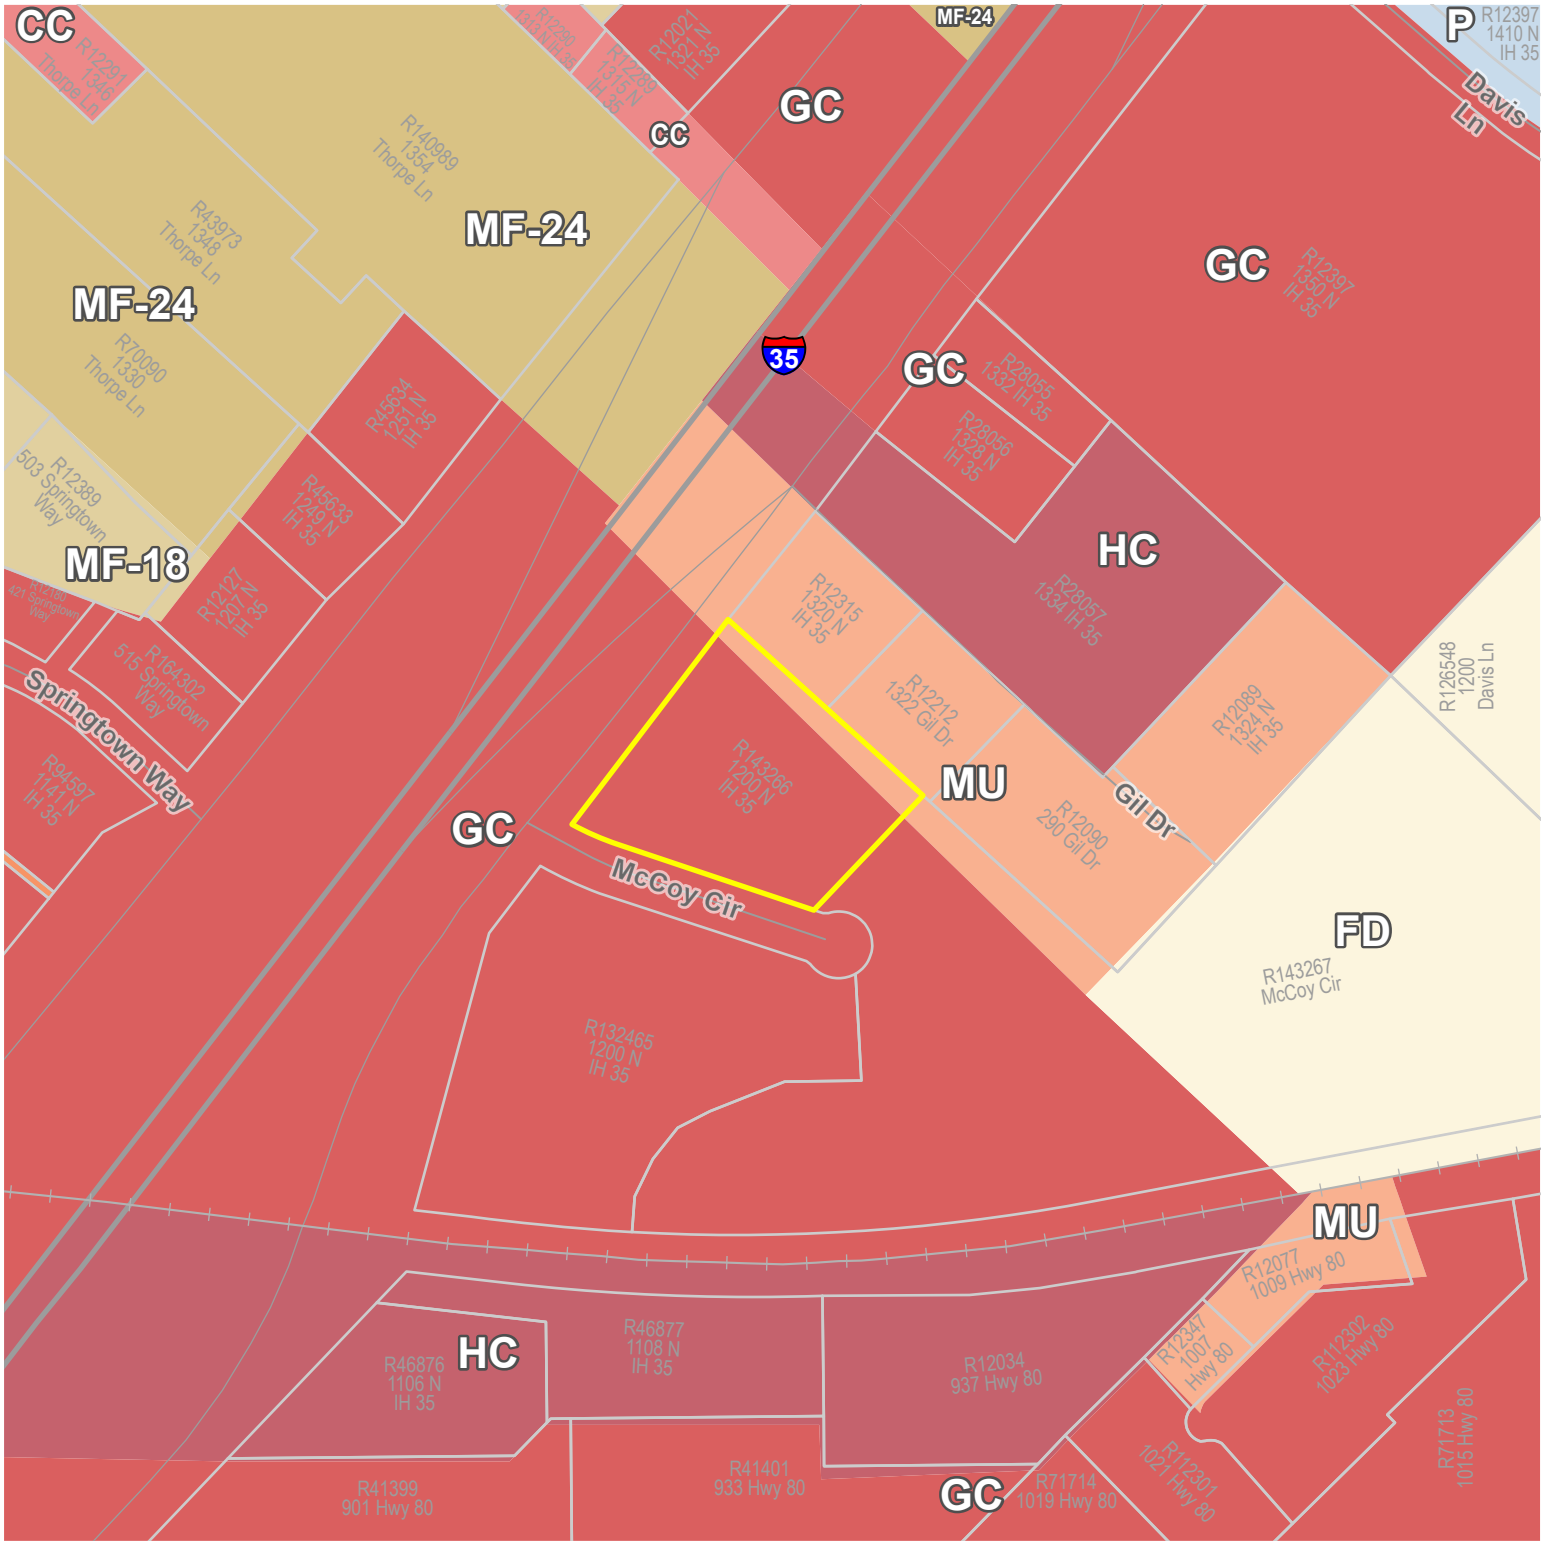 CC
R12291
1346
Thorpe Ln
R12290
1313 N IH 35
R12289
1315 N
IH 35
R12021
1321 N
IH 35
CC
GC
MF-24
P
R12397
1410 N
IH 35
Davis
Ln
R140989
1354
Thorpe Ln
MF-24
R43973
1348
Thorpe Ln
MF-24
R70090
1330
Thorpe Ln
GC
R12397
1350 N
IH 35
35
GC
R28055
1332 IH 35
R28056
1328 N
IH 35
R45634
1251 N
IH 35
R12389
503 Springtown
Way
R45633
1249 N
IH 35
MF-18
HC
R28057
1334 IH 35
R12127
1207 N
IH 35
R12180
421 Springtown
Way
R12315
1320 N
IH 35
R164302
515 Springtown
Way
Springtown Way
R12212
1322 Gil Dr
R12089
1324 N
IH 35
R126548
1200
Davis Ln
R94597
1141 N
IH 35
R143266
1200 N
IH 35
MU
Gil Dr
GC
R12090
290 Gil Dr
McCoy Cir
FD
R143267
McCoy Cir
R132465
1200 N
IH 35
MU
R12077
1009 Hwy 80
R46877
1108 N
IH 35
HC
R46876
1106 N
IH 35
R12034
937 Hwy 80
R12347
1007
Hwy 80
R112302
1023 Hwy 80
R71713
1015 Hwy 80
R41399
901 Hwy 80
R41401
933 Hwy 80
GC
R71714
1019 Hwy 80
R112301
1021 Hwy 80